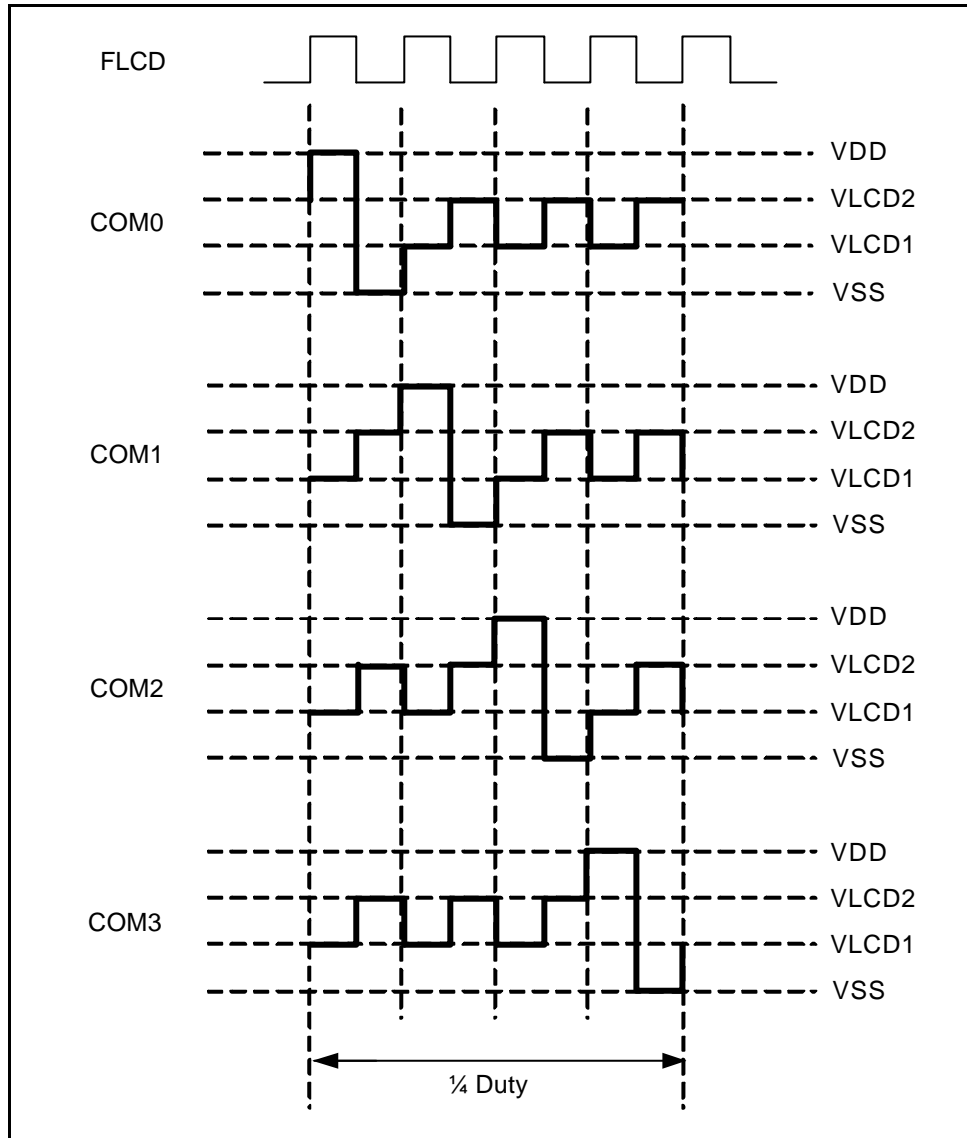 FLCD
VDD
VLCD2
COM0
VLCD1
VSS
VDD
VLCD2
COM1
VLCD1
VSS
VDD
VLCD2
COM2
VLCD1
VSS
VDD
VLCD2
COM3
VLCD1
VSS
¼ Duty